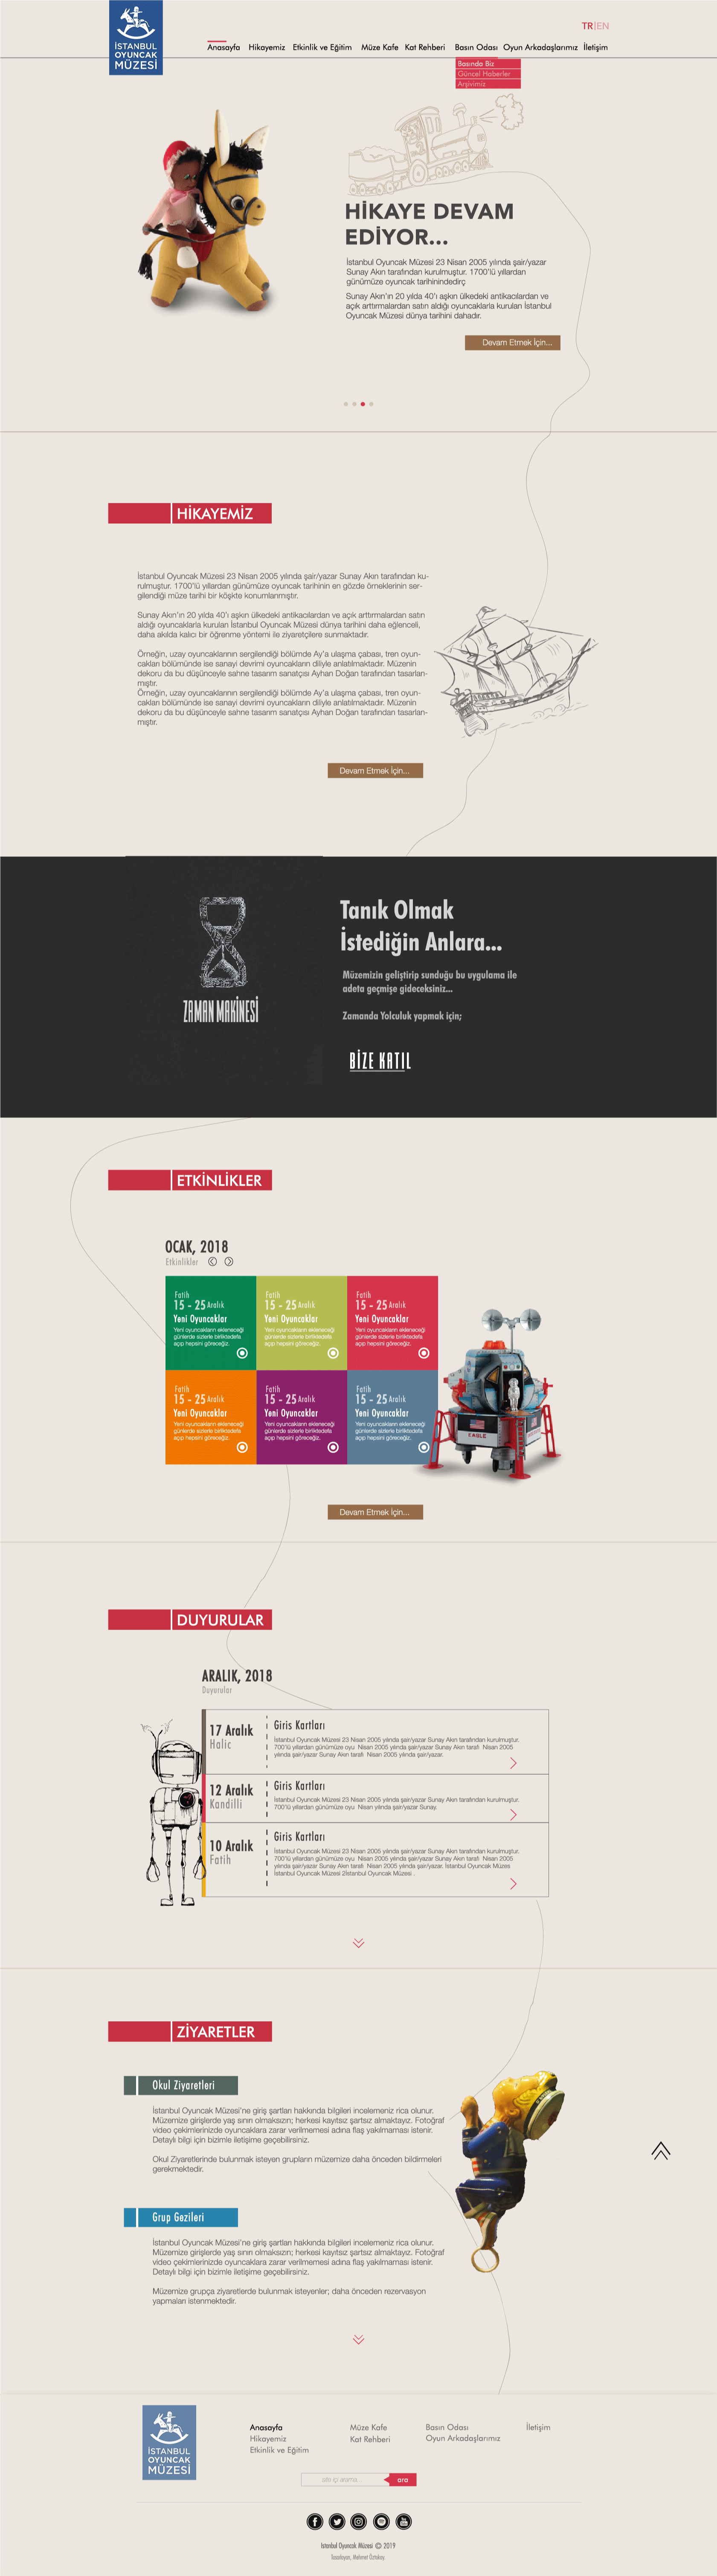 İSTANBUL
OYUNCAK
MÜZESİ
TR|EN
Anasayfa Hikayemiz Etkinlik ve Eğitim Müze Kafe Kat Rehberi Basın Odası Oyun Arkadaşlarımız İletişim
Basında Biz
Güncel Haberler
Arşivimiz
HİKAYE DEVAM
EDİYOR...
İstanbul Oyuncak Müzesi 23 Nisan 2005 yılında şair/yazar
Sunay Akın tarafından kurulmuştur. 1700'lü yıllardan
günümüze oyuncak tarihinindedirç
Sunay Akın'ın 20 yılda 40'ı aşkın ülkedeki antikacılardan ve
açık arttırmalardan satın aldığı oyuncaklarla kurulan İstanbul
Oyuncak Müzesi dünya tarihini dahadır.
Devam Etmek İçin...
HİKAYEMİZ
İstanbul Oyuncak Müzesi 23 Nisan 2005 yılında şair/yazar Sunay Akın tarafından ku-
rulmuştur. 1700'lü yıllardan günümüze oyuncak tarihinin en gözde örneklerinin ser-
gilendiği müze tarihi bir köşkte konumlanmıştır.
Sunay Akın'ın 20 yılda 40'ı aşkın ülkedeki antikacılardan ve açık arttırmalardan satın
aldığı oyuncaklarla kurulan İstanbul Oyuncak Müzesi dünya tarihini daha eğlenceli,
daha akılda kalıcı bir öğrenme yöntemi ile ziyaretçilere sunmaktadır.
Örneğin, uzay oyuncaklarının sergilendiği bölümde Ay'a ulaşma çabası, tren oyun-
cakları bölümünde ise sanayi devrimi oyuncakların diliyle anlatılmaktadır. Müzenin
dekoru da bu düşünceyle sahne tasarım sanatçısı Ayhan Doğan tarafından tasarlan-
mıştır.
Örneğin, uzay oyuncaklarının sergilendiği bölümde Ay'a ulaşma çabası, tren oyun-
cakları bölümünde ise sanayi devrimi oyuncakların diliyle anlatılmaktadır. Müzenin
dekoru da bu düşünceyle sahne tasarım sanatçısı Ayhan Doğan tarafından tasarlan-
mıştır.
Devam Etmek İçin...
ZAMAN MAKİNESİ
Tanık Olmak
İstediğin Anlara...
Müzemizin geliştirip sunduğu bu uygulama ile
adeta geçmişe gideceksiniz...
Zamanda Yolculuk yapmak için;
BİZE KATIL
ETKİNLİKLER
OCAK, 2018
Etkinlikler
Fatih
15 - 25 Aralık
Yeni Oyuncaklar
Yeni oyuncakların ekleneceği
günlerde sizlerle birliktedefa
açıp hepsini göreceğiz.
Fatih
15 - 25 Aralık
Yeni Oyuncaklar
Yeni oyuncakların ekleneceği
günlerde sizlerle birliktedefa
açıp hepsini göreceğiz.
Fatih
15 - 25 Aralık
Yeni Oyuncaklar
Yeni oyuncakların ekleneceği
günlerde sizlerle birliktedefa
açıp hepsini göreceğiz.
Fatih
15 - 25 Aralık
Yeni Oyuncaklar
Yeni oyuncakların ekleneceği
günlerde sizlerle birliktedefa
açıp hepsini göreceğiz.
Fatih
15 - 25 Aralık
Yeni Oyuncaklar
Yeni oyuncakların ekleneceği
günlerde sizlerle birliktedefa
açıp hepsini göreceğiz.
Fatih
15 - 25 Aralık
Yeni Oyuncaklar
Yeni oyuncakların ekleneceği
günlerde sizlerle birliktedefa
açıp hepsini göreceğiz.
EAGLE
Devam Etmek İçin...
DUYURULAR
ARALIK, 2018
Duyurular
17 Aralık
Halic
Giris Kartları
İstanbul Oyuncak Müzesi 23 Nisan 2005 yılında şair/yazar Sunay Akın tarafından kurulmuştur.
700'lü yıllardan günümüze oyu Nisan 2005 yılında şair/yazar Sunay Akın tarafı Nisan 2005
yılında şair/yazar Sunay Akın tarafı Nisan 2005 yılında şair/yazar.
12 Aralık
Kandilli
Giris Kartları
İstanbul Oyuncak Müzesi 23 Nisan 2005 yılında şair/yazar Sunay Akın tarafından kurulmuştur.
700'lü yıllardan günümüze oyu Nisan yılında şair/yazar Sunay.
10 Aralık
Fatih
Giris Kartları
İstanbul Oyuncak Müzesi 23 Nisan 2005 yılında şair/yazar Sunay Akın tarafından kurulmuştur.
700'lü yıllardan günümüze oyu Nisan 2005 yılında şair/yazar Sunay Akın tarafı Nisan 2005
yılında şair/yazar Sunay Akın tarafı Nisan 2005 yılında şair/yazar. İstanbul Oyuncak Müzes
İstanbul Oyuncak Müzesi 2İstanbul Oyuncak Müzesi .
ZİYARETLER
Okul Ziyaretleri
İstanbul Oyuncak Müzesi'ne giriş şartları hakkında bilgileri incelemeniz rica olunur.
Müzemize girişlerde yaş sınırı olmaksızın; herkesi kayıtsız şartsız almaktayız. Fotoğraf
video çekimlerinizde oyuncaklara zarar verilmemesi adına flaş yakılmaması istenir.
Detaylı bilgi için bizimle iletişime geçebilirsiniz.
Okul Ziyaretlerinde bulunmak isteyen grupların müzemize daha önceden bildirmeleri
gerekmektedir.
Grup Gezileri
İstanbul Oyuncak Müzesi'ne giriş şartları hakkında bilgileri incelemeniz rica olunur.
Müzemize girişlerde yaş sınırı olmaksızın; herkesi kayıtsız şartsız almaktayız. Fotoğraf
video çekimlerinizde oyuncaklara zarar verilmemesi adına flaş yakılmaması istenir.
Detaylı bilgi için bizimle iletişime geçebilirsiniz.
Müzemize grupça ziyaretlerde bulunmak isteyenler; daha önceden rezervasyon
yapmaları istenmektedir.
İSTANBUL
OYUNCAK
MÜZESİ
Anasayfa
Hikayemiz
Etkinlik ve Eğitim
Müze Kafe
Kat Rehberi
Basın Odası
Oyun Arkadaşlarımız
İletişim
site içi arama...
ara
İstanbul Oyuncak Müzesi © 2019
Tasarlayan, Mehmet Öztekay.